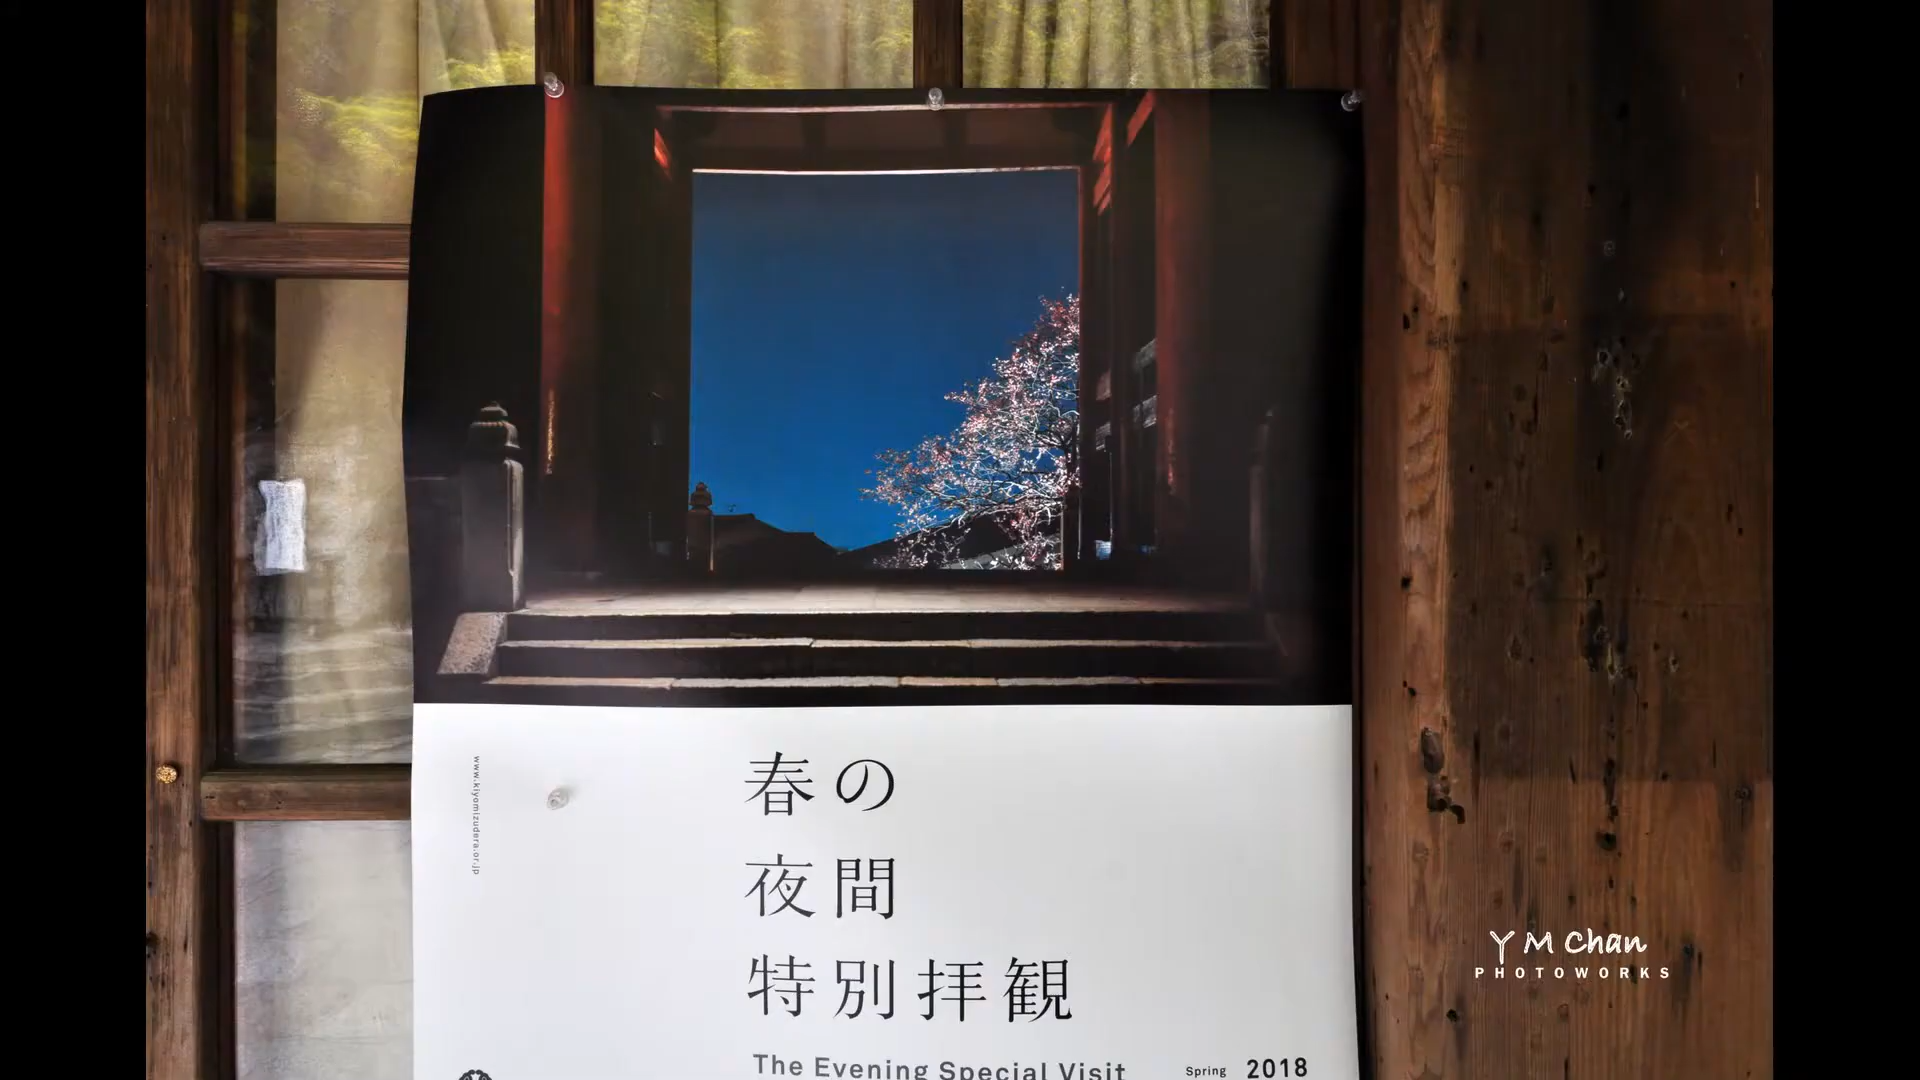 www.kiyomizudera.or.jp
春の
夜間
特別拝観
The Evening Special Visit
Spring 2018
Y M Chan
PHOTOWORKS